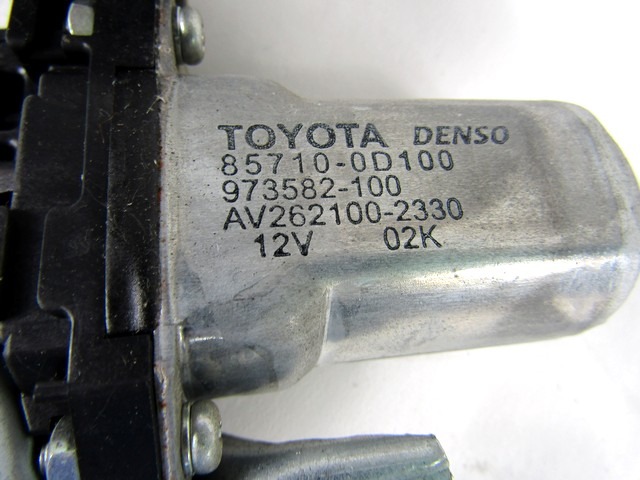 TOYOTA DENSO
85710-0D100
973582-100
AV262100-2330
12V 02K